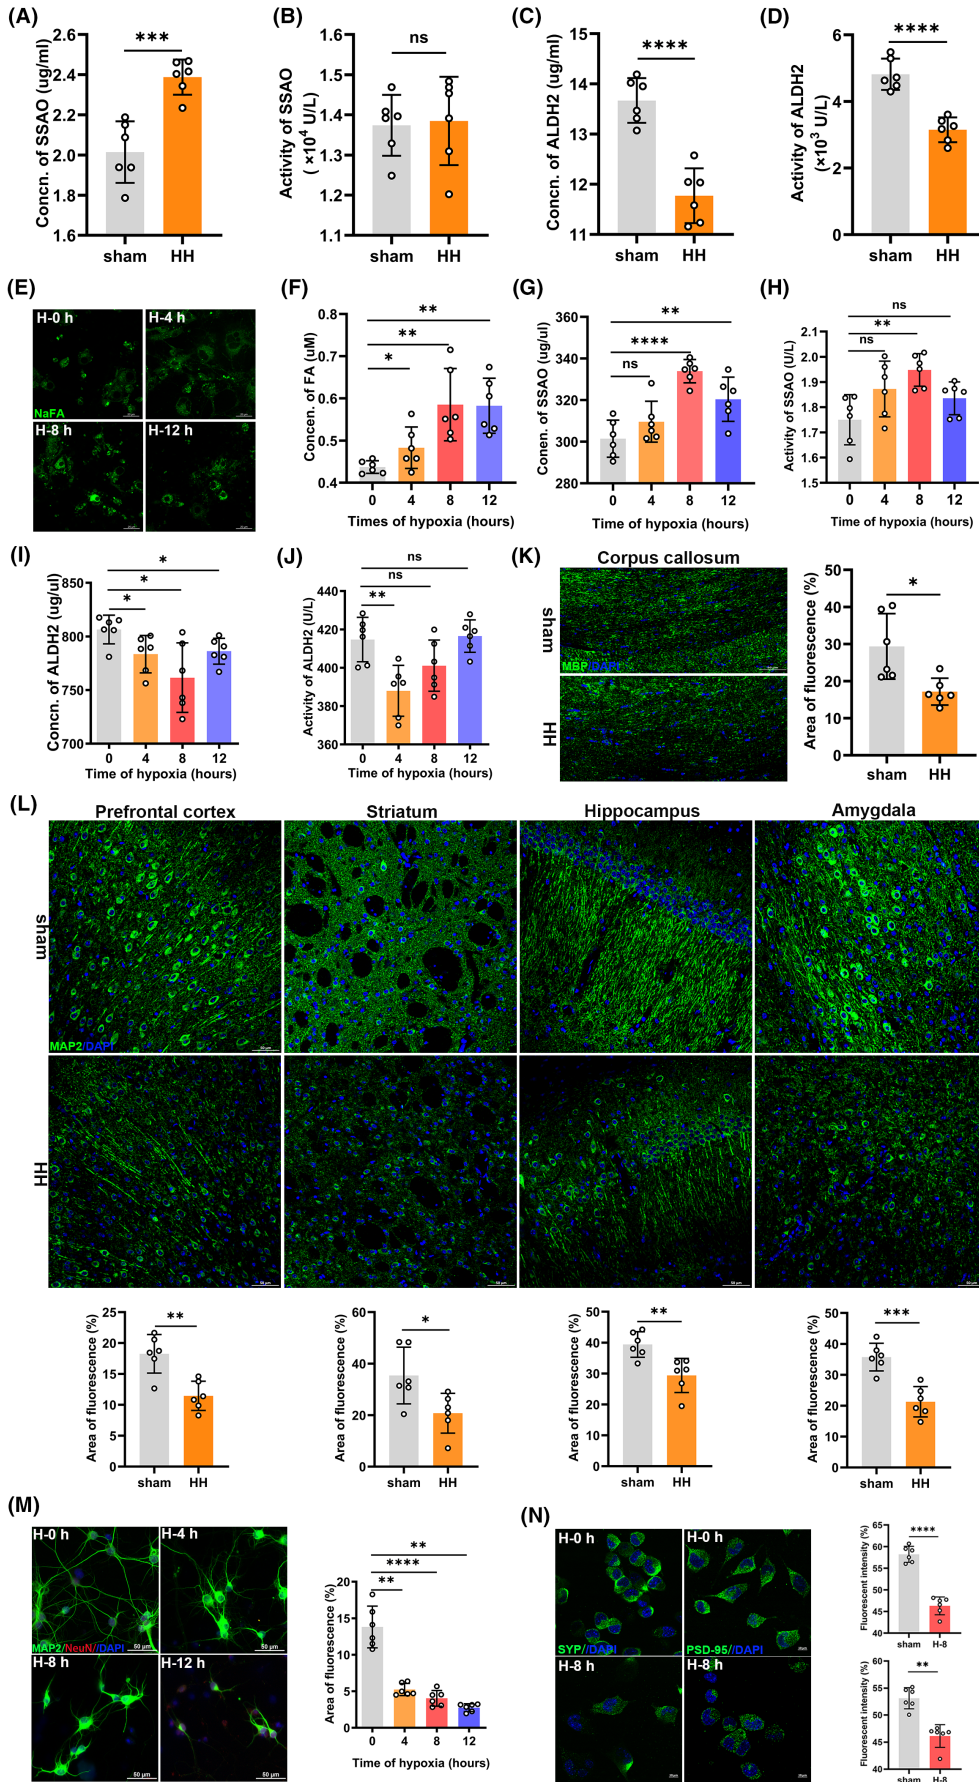 (A)
Concn. of SSAO (ug/ml)
2.6
2.4
2.2
2.0
1.8
1.6
***
sham
HH
(B)
Activity of SSAO
( ×10⁴ U/L)
1.6
1.5
1.4
1.3
1.2
1.1
ns
sham
HH
(C)
Concn. of ALDH2 (ug/ml)
15
14
13
12
11
****
sham
HH
(D)
Activity of ALDH2
(×10³ U/L)
6
4
2
0
****
sham
HH
(E)
H-0 h
H-4 h
NaFA
H-8 h
H-12 h
(F)
Concen. of FA (uM)
0.8
0.7
0.6
0.5
0.4
**
**
*
0
4
8
12
Times of hypoxia (hours)
(G)
Conen. of SSAO (ug/ul)
360
340
320
300
280
**
****
ns
0
4
8
12
Time of hypoxia (hours)
(H)
Activity of SSAO (U/L)
2.1
2.0
1.9
1.8
1.7
1.6
1.5
ns
**
ns
0
4
8
12
Time of hypoxia (hours)
(I)
Concn. of ALDH2 (ug/ul)
850
800
750
700
*
*
*
0
4
8
12
Time of hypoxia (hours)
(J)
Activity of ALDH2 (U/L)
440
420
400
380
360
ns
ns
**
0
4
8
12
Time of hypoxia (hours)
(K)
Corpus callosum
sham
MBP/DAPI
HH
Area of fluorescence (%)
50
40
30
20
10
0
*
sham
HH
(L)
Prefrontal cortex
Striatum
Hippocampus
Amygdala
sham
MAP2/DAPI
50 μm
HH
50 μm
50 μm
50 μm
50 μm
Area of fluorescence (%)
25
20
15
10
5
0
**
sham
HH
Area of fluorescence (%)
60
40
20
0
*
sham
HH
Area of fluorescence (%)
50
40
30
20
10
0
**
sham
HH
Area of fluorescence (%)
50
40
30
20
10
0
***
sham
HH
(M)
H-0 h
H-4 h
MAP2/NeuN//DAPI
50 μm
50 μm
H-8 h
H-12 h
50 μm
50 μm
Area of fluorescence (%)
20
15
10
5
0
**
****
**
0
4
8
12
Time of hypoxia (hours)
(N)
H-0 h
H-0 h
SYP//DAPI
PSD-95//DAPI
H-8 h
H-8 h
Fluorescent intensity (%)
65
60
55
50
45
40
****
sham
H-8
Fluorescent intensity (%)
60
55
50
45
40
**
sham
H-8